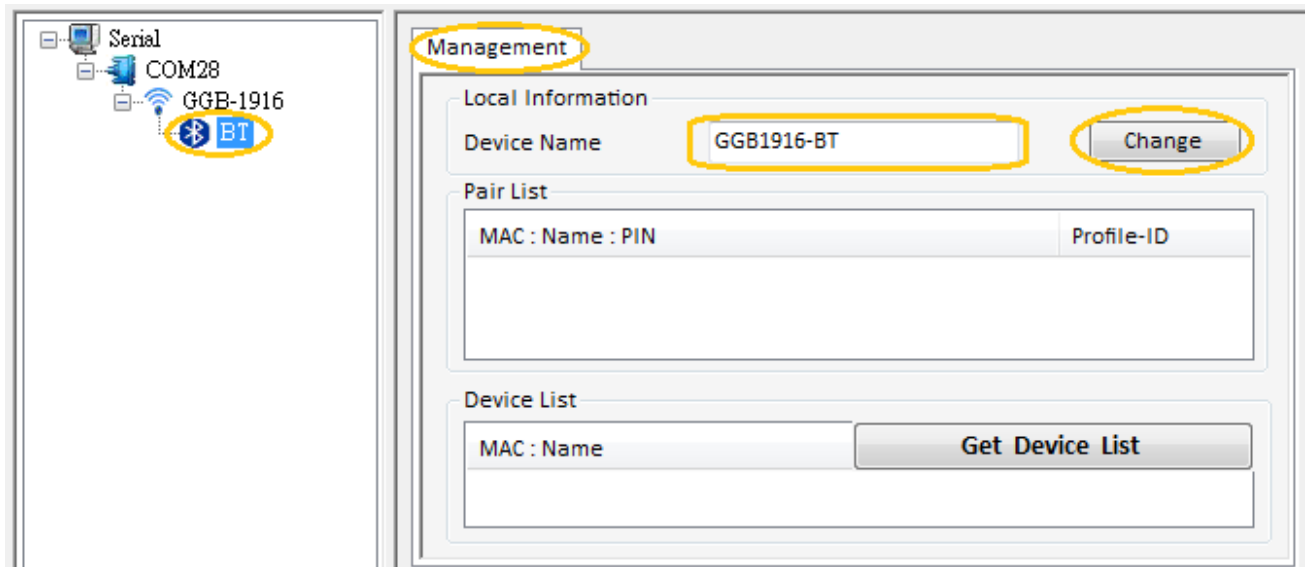 Serial
COM28
GGB-1916
BT
Management
Local Information
Device Name GGB1916-BT Change
Pair List
MAC : Name : PIN Profile-ID
Device List
MAC : Name Get Device List